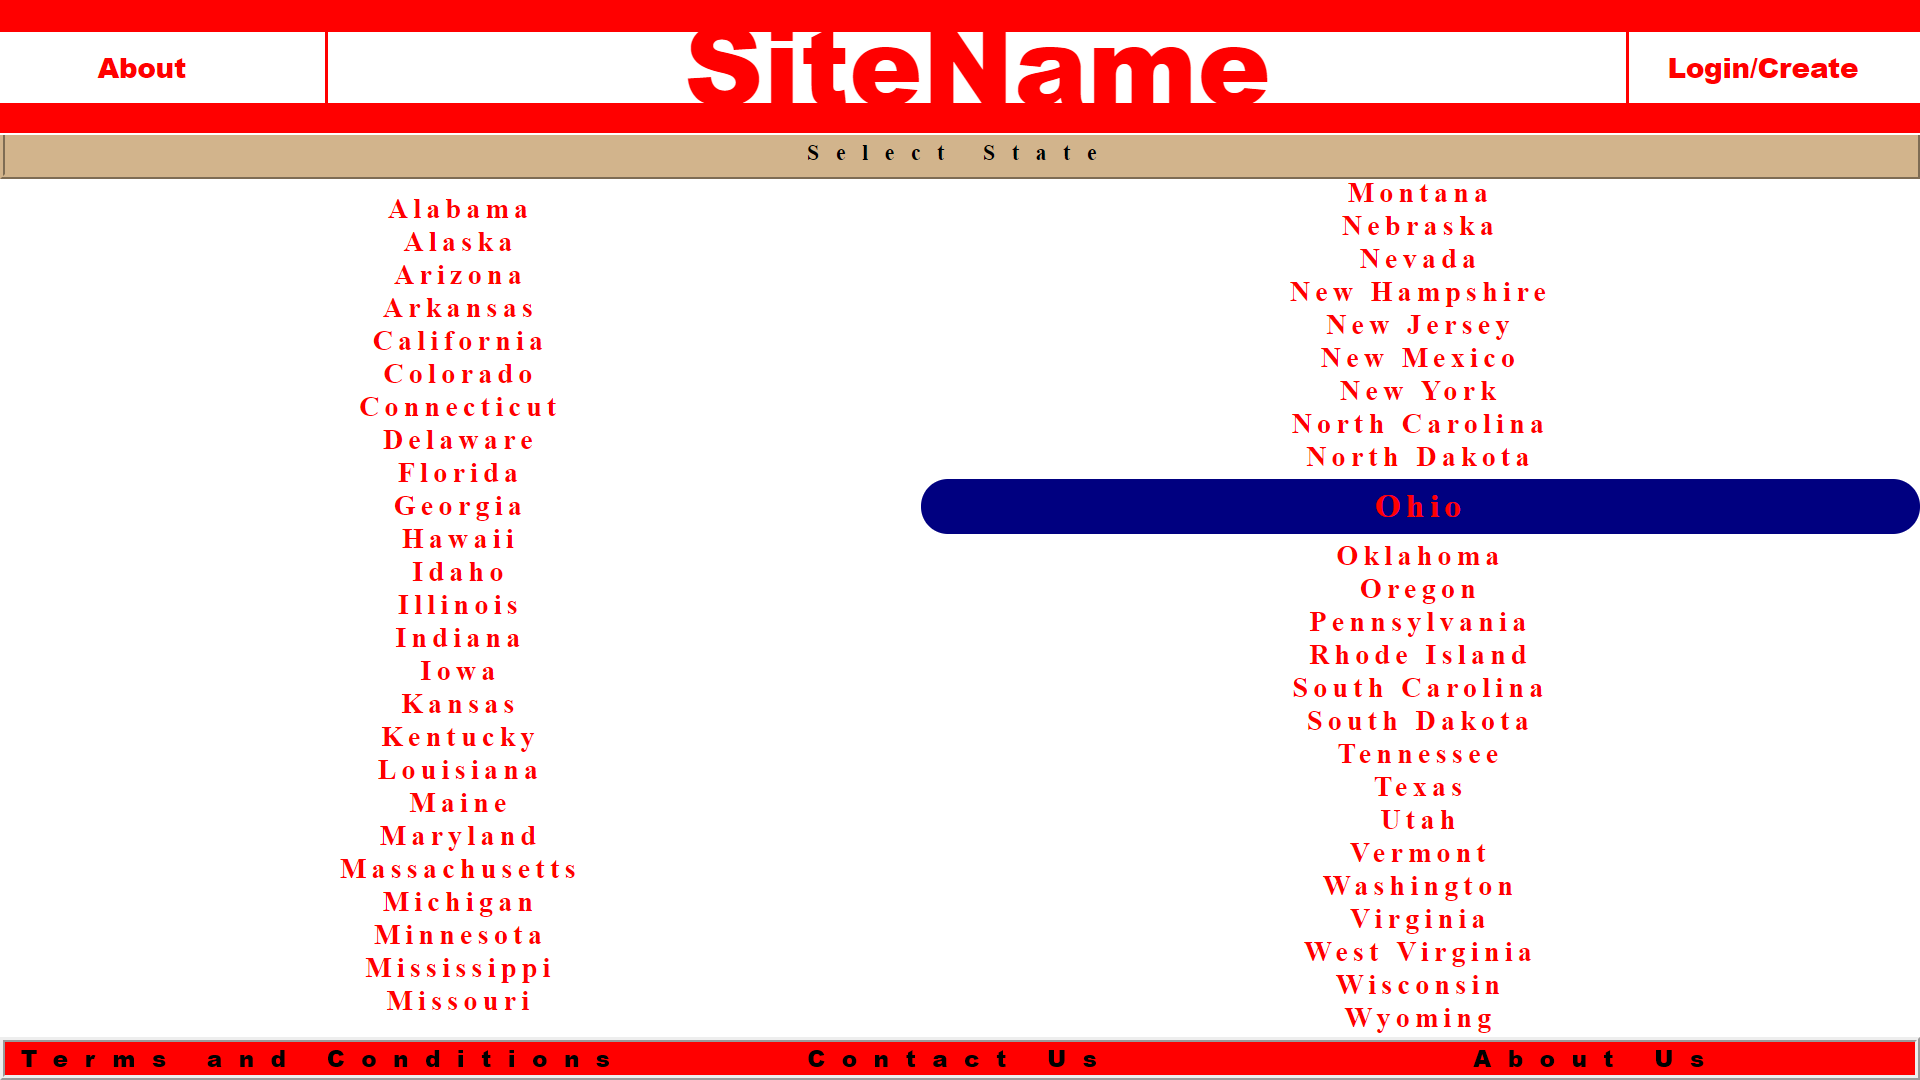 About
SiteName
Login/Create
Select State
Alabama
Alaska
Arizona
Arkansas
California
Colorado
Connecticut
Delaware
Florida
Georgia
Hawaii
Idaho
Illinois
Indiana
Iowa
Kansas
Kentucky
Louisiana
Maine
Maryland
Massachusetts
Michigan
Minnesota
Mississippi
Missouri
Montana
Nebraska
Nevada
New Hampshire
New Jersey
New Mexico
New York
North Carolina
North Dakota
Ohio
Oklahoma
Oregon
Pennsylvania
Rhode Island
South Carolina
South Dakota
Tennessee
Texas
Utah
Vermont
Washington
Virginia
West Virginia
Wisconsin
Wyoming
Terms and Conditions
Contact Us
About Us